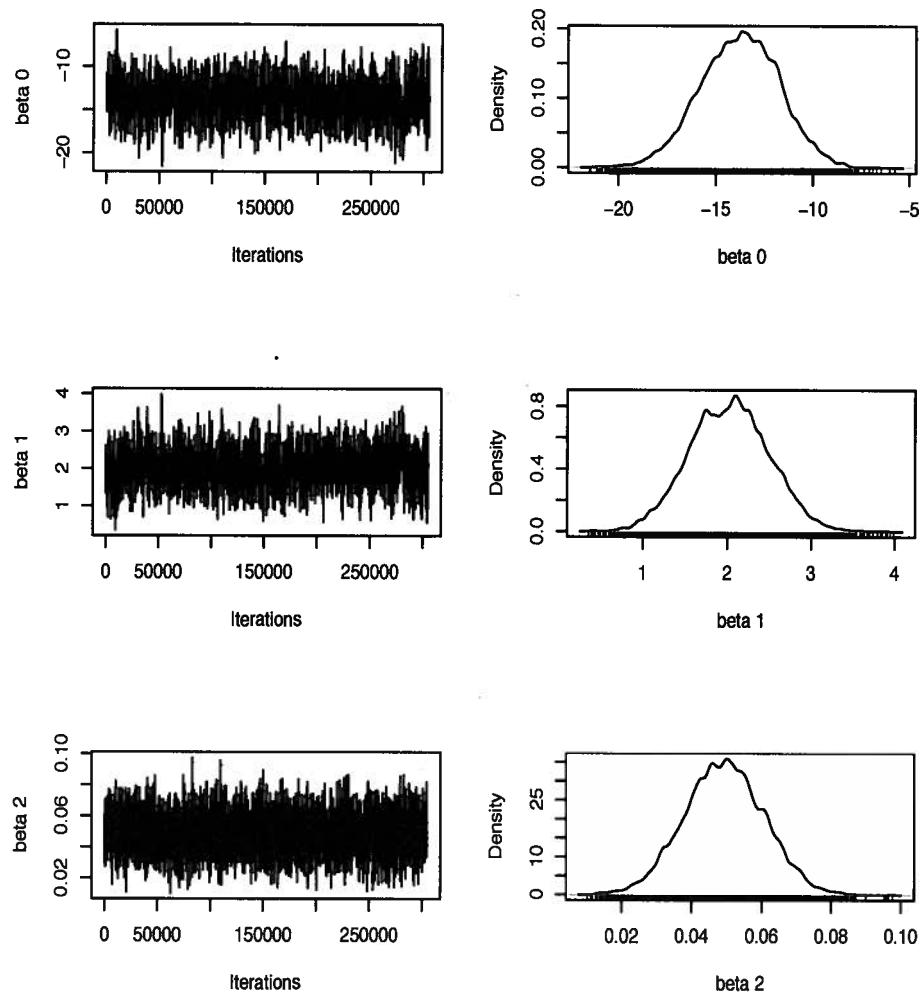 beta 0
-10
-20
0 50000 150000 250000
Iterations
Density
0.20
0.10
0.00
-20 -15 -10 -5
beta 0
beta 1
4
3
2
1
0 50000 150000 250000
Iterations
Density
0.8
0.4
0.0
1 2 3 4
beta 1
beta 2
0.10
0.06
0.02
0 50000 150000 250000
Iterations
Density
25
10
0
0.02 0.04 0.06 0.08 0.10
beta 2